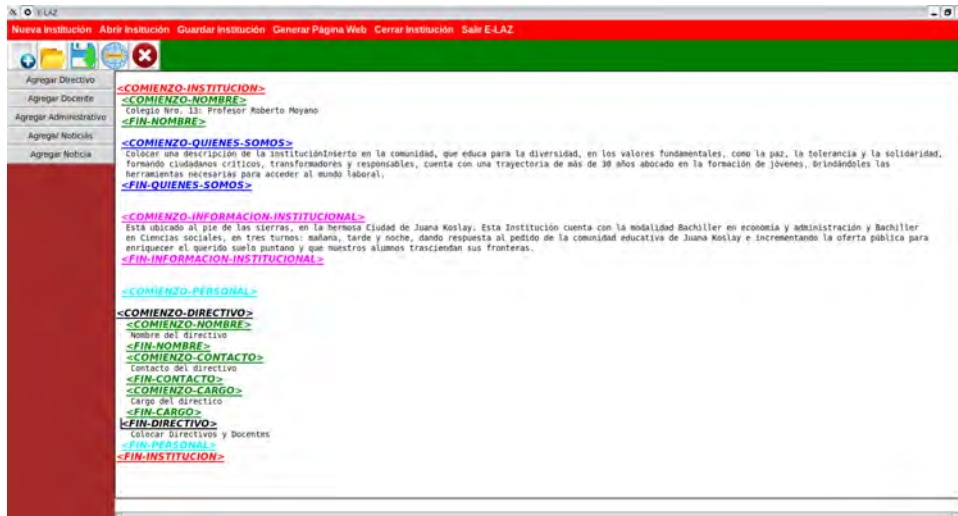 E-LAZ
Nueva Institución Abrir Insitución Guardar Institución Generar Página Web Cerrar Institución Salir E-LAZ
Agregar Directivo
Agregar Docente
Agregar Administrativo
Agregar Noticias
Agregar Noticia
<COMIENZO-INSTITUCION>
<COMIENZO-NOMBRE>
Colegio Nro. 13: Profesor Roberto Moyano
<FIN-NOMBRE>
<COMIENZO-QUIENES-SOMOS>
Colocar una descripción de la instituciónInserto en la comunidad, que educa para la diversidad, en los valores fundamentales, como la paz, la tolerancia y la solidaridad,
formando ciudadanos críticos, transformadores y responsables, cuenta con una trayectoria de más de 30 años abocado en la formación de jóvenes, brindándoles las
herramientas necesarias para acceder al mundo laboral.
<FIN-QUIENES-SOMOS>
<COMIENZO-INFORMACION-INSTITUCIONAL>
Está ubicado al pie de las sierras, en la hermosa Ciudad de Juana Koslay. Esta Institución cuenta con la modalidad Bachiller en economía y administración y Bachiller
en Ciencias sociales, en tres turnos: mañana, tarde y noche, dando respuesta al pedido de la comunidad educativa de Juana Koslay e incrementando la oferta pública para
enriquecer el querido suelo puntano y que nuestros alumnos trasciendan sus fronteras.
<FIN-INFORMACION-INSTITUCIONAL>
<COMIENZO-PERSONAL>
<COMIENZO-DIRECTIVO>
<COMIENZO-NOMBRE>
Nombre del directivo
<FIN-NOMBRE>
<COMIENZO-CONTACTO>
Contacto del directivo
<FIN-CONTACTO>
<COMIENZO-CARGO>
Cargo del directico
<FIN-CARGO>
<FIN-DIRECTIVO>
Colocar Directivos y Docentes
<FIN-PERSONAL>
<FIN-INSTITUCION>